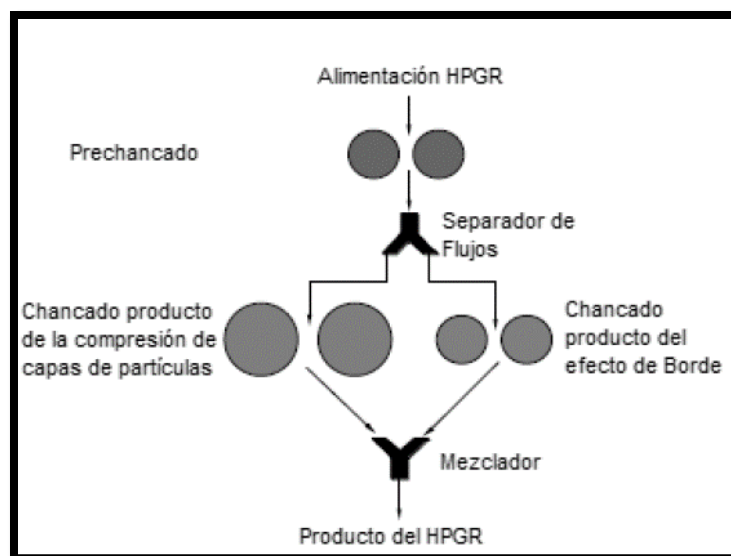 Alimentación HPGR
Prechancado
Separador de
Flujos
Chancado producto
de la compresión de
capas de partículas
Chancado
producto del
efecto de Borde
Mezclador
Producto del HPGR